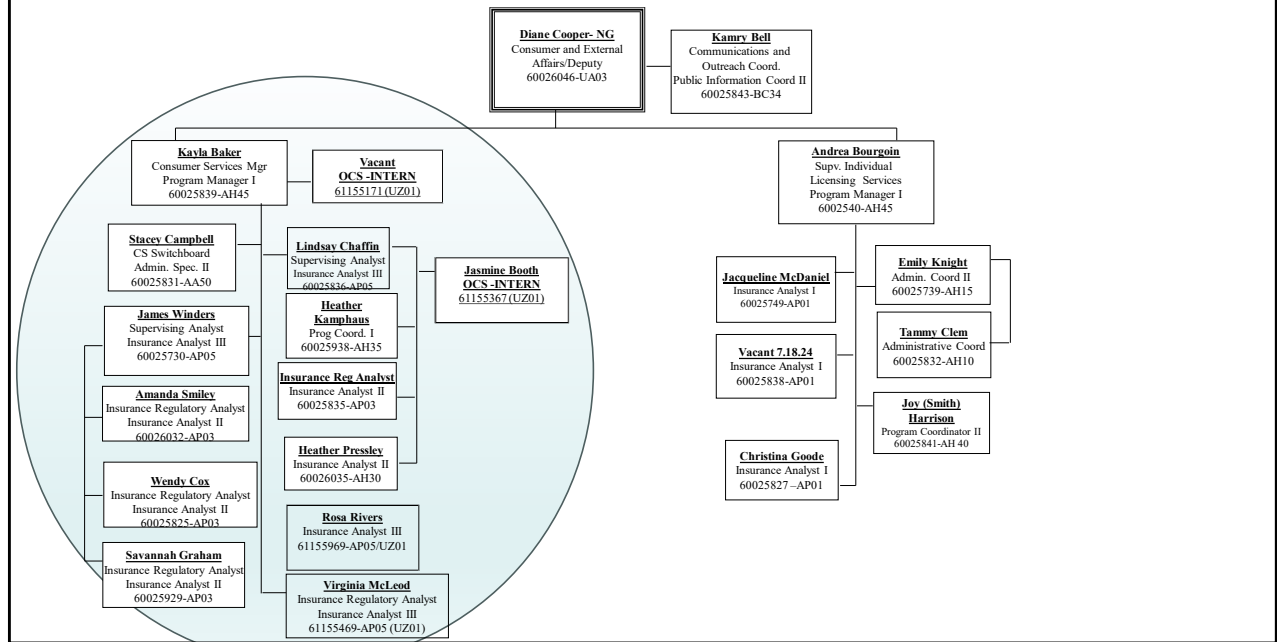 Diane Cooper- NG
Consumer and External
Affairs/Deputy
60026046-UA03
Kamry Bell
Communications and
Outreach Coord.
Public Information Coord II
60025843-BC34
Kayla Baker
Consumer Services Mgr
Program Manager I
60025839-AH45
Vacant
OCS -INTERN
61155171 (UZ01)
Stacey Campbell
CS Switchboard
Admin. Spec. II
60025831-AA50
Lindsay Chaffin
Supervising Analyst
Insurance Analyst III
60025836-AP05
Jasmine Booth
OCS -INTERN
61155367 (UZ01)
James Winders
Supervising Analyst
Insurance Analyst III
60025730-AP05
Heather
Kamphaus
Prog Coord. I
60025938-AH35
Insurance Reg Analyst
Insurance Analyst II
60025835-AP03
Amanda Smiley
Insurance Regulatory Analyst
Insurance Analyst II
60026032-AP03
Heather Pressley
Insurance Analyst II
60026035-AH30
Wendy Cox
Insurance Regulatory Analyst
Insurance Analyst II
60025825-AP03
Rosa Rivers
Insurance Analyst III
61155969-AP05/UZ01
Savannah Graham
Insurance Regulatory Analyst
Insurance Analyst II
60025929-AP03
Virginia McLeod
Insurance Regulatory Analyst
Insurance Analyst III
61155469-AP05 (UZ01)
Andrea Bourgoin
Supv. Individual
Licensing Services
Program Manager I
6002540-AH45
Jacqueline McDaniel
Insurance Analyst I
60025749-AP01
Emily Knight
Admin. Coord II
60025739-AH15
Vacant 7.18.24
Insurance Analyst I
60025838-AP01
Tammy Clem
Administrative Coord
60025832-AH10
Joy (Smith)
Harrison
Program Coordinator II
60025841-AH 40
Christina Goode
Insurance Analyst I
60025827 –AP01